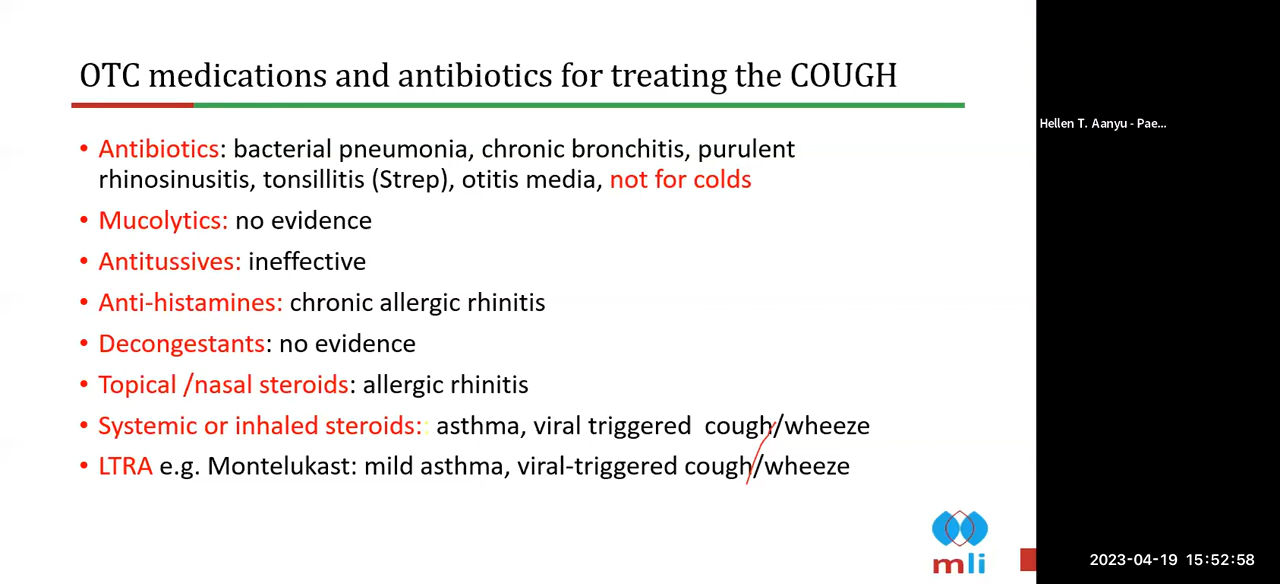 OTC medications and antibiotics for treating the COUGH
• Antibiotics: bacterial pneumonia, chronic bronchitis, purulent
rhinosinusitis, tonsillitis (Strep), otitis media, not for colds
• Mucolytics: no evidence
• Antitussives: ineffective
• Anti-histamines: chronic allergic rhinitis
• Decongestants: no evidence
• Topical /nasal steroids: allergic rhinitis
• Systemic or inhaled steroids: asthma, viral triggered cough/wheeze
• LTRA e.g. Montelukast: mild asthma, viral-triggered cough/wheeze
mli
Hellen T. Aanyu - Pae...
2023-04-19 15:52:58